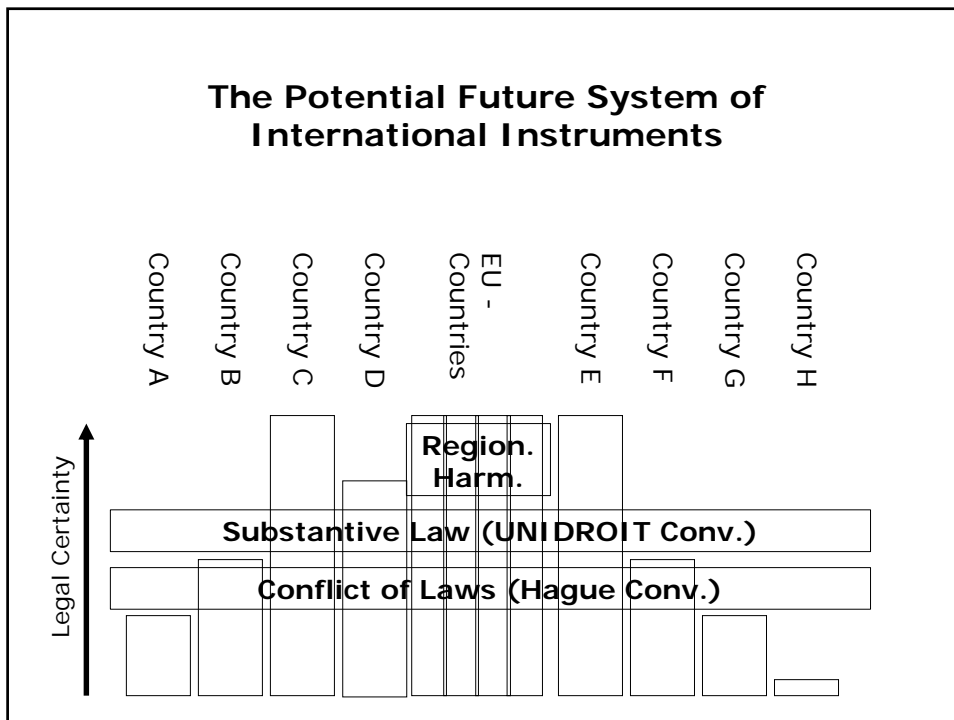 The Potential Future System of
International Instruments
Country A
Country B
Country C
Country D
EU -
Countries
Country E
Country F
Country G
Country H
Legal Certainty
Region.
Harm.
Substantive Law (UNIDROIT Conv.)
Conflict of Laws (Hague Conv.)